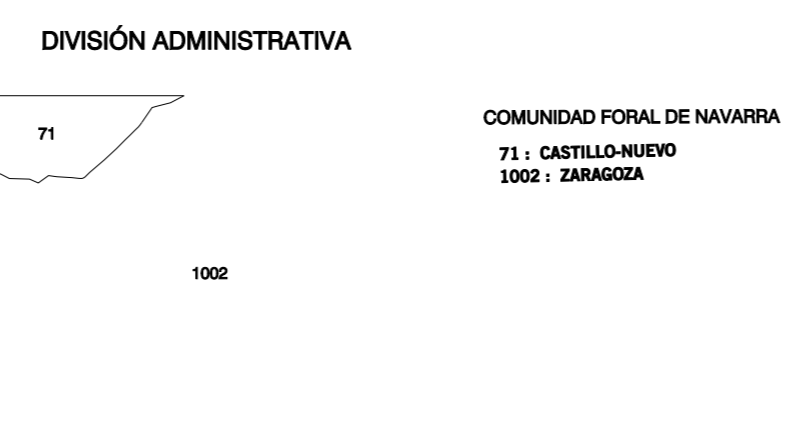 DIVISIÓN ADMINISTRATIVA
71
COMUNIDAD FORAL DE NAVARRA
71 : CASTILLO-NUEVO
1002 : ZARAGOZA
1002